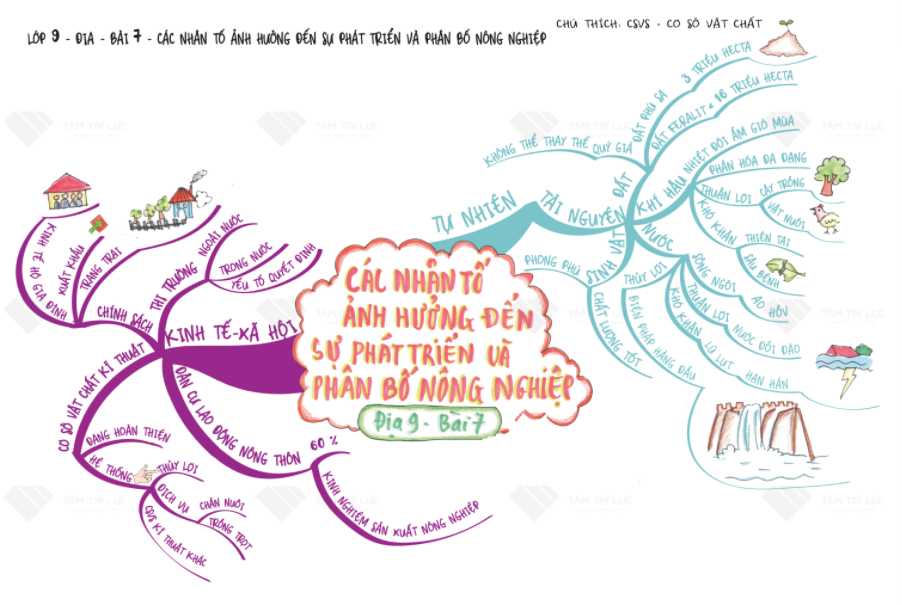 LỚP 9 - ĐỊA - BÀI 7 - CÁC NHÂN TỐ ẢNH HƯỞNG ĐẾN SỰ PHÁT TRIỂN VÀ PHÂN BỐ NÔNG NGHIỆP
CHÚ THÍCH: CSVS - CƠ SỞ VẬT CHẤT
CÁC NHÂN TỐ
ẢNH HƯỞNG ĐẾN
SỰ PHÁT TRIỂN VÀ
PHÂN BỐ NÔNG NGHIỆP
Địa 9 - Bài 7
TỰ NHIÊN
TÀI NGUYÊN
ĐẤT
KHÔNG THỂ THAY THẾ QUÝ GIÁ
ĐẤT PHÙ SA
3 TRIỆU HECTA
ĐẤT FERALIT
16 TRIỆU HECTA
KHÍ HẬU
NHIỆT ĐỚI ẨM GIÓ MÙA
PHÂN HÓA ĐA DẠNG
THUẬN LỢI
CÂY TRỒNG
VẬT NUÔI
KHÓ KHĂN
THIÊN TAI
SÂU BỆNH
NƯỚC
SÔNG NGÒI
AO HỒN
THUẬN LỢI
NƯỚC DỒI DÀO
KHÓ KHĂN
LŨ LỤT
HẠN HÁN
THỦY LỢI
BIỆN PHÁP HÀNG ĐẦU
SINH VẬT
PHONG PHÚ
CHẤT LƯỢNG TỐT
KINH TẾ-XÃ HỘI
THỊ TRƯỜNG
NGOÀI NƯỚC
TRONG NƯỚC
YẾU TỐ QUYẾT ĐỊNH
CHÍNH SÁCH
TRANG TRẠI
XUẤT KHẨU
KINH TẾ HỘ GIA ĐÌNH
CƠ SỞ VẬT CHẤT KĨ THUẬT
ĐANG HOÀN THIỆN
HỆ THỐNG
THỦY LỢI
DỊCH VỤ
CHĂN NUÔI
TRỒNG TRỌT
CSVS KĨ THUẬT KHÁC
DÂN CƯ LAO ĐỘNG NÔNG THÔN
60 %
KINH NGHIỆM SẢN XUẤT NÔNG NGHIỆP
TÂM TRÍ LỰC